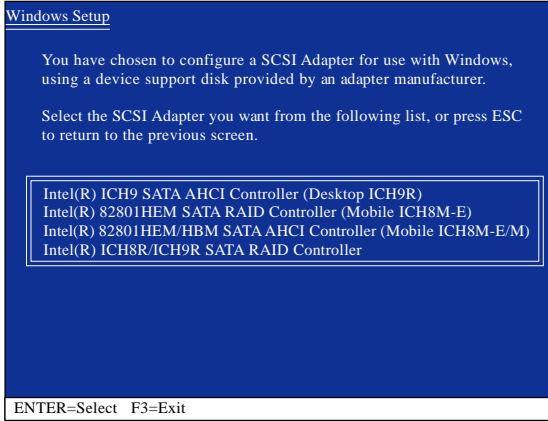 Windows Setup
You have chosen to configure a SCSI Adapter for use with Windows,
using a device support disk provided by an adapter manufacturer.
Select the SCSI Adapter you want from the following list, or press ESC
to return to the previous screen.
Intel(R) ICH9 SATA AHCI Controller (Desktop ICH9R)
Intel(R) 82801HEM SATA RAID Controller (Mobile ICH8M-E)
Intel(R) 82801HEM/HBM SATA AHCI Controller (Mobile ICH8M-E/M)
Intel(R) ICH8R/ICH9R SATA RAID Controller
ENTER=Select F3=Exit